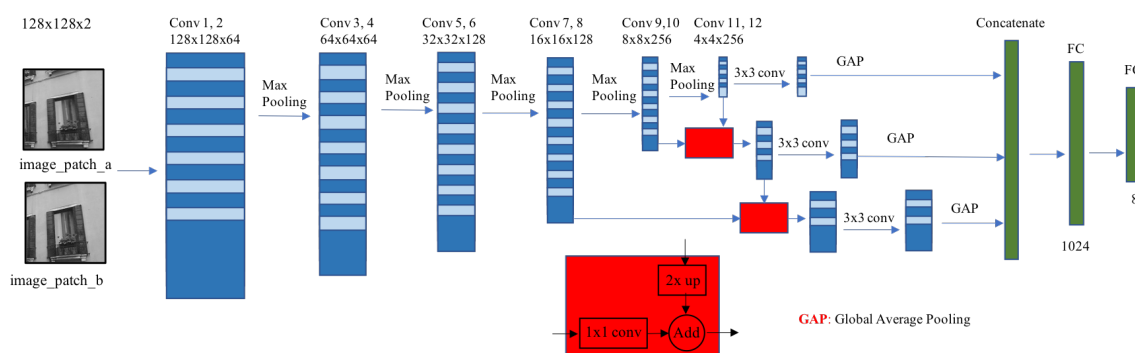 128x128x2
Conv 1, 2
128x128x64
Conv 3, 4
64x64x64
Conv 5, 6
32x32x128
Conv 7, 8
16x16x128
Conv 9,10
8x8x256
Conv 11, 12
4x4x256
Concatenate
FC
FC
Max
Pooling
Max
Pooling
Max
Pooling
Max
Pooling
Max
Pooling
3x3 conv
GAP
3x3 conv
GAP
3x3 conv
GAP
image_patch_a
image_patch_b
1024
8
2x up
1x1 conv
Add
GAP: Global Average Pooling